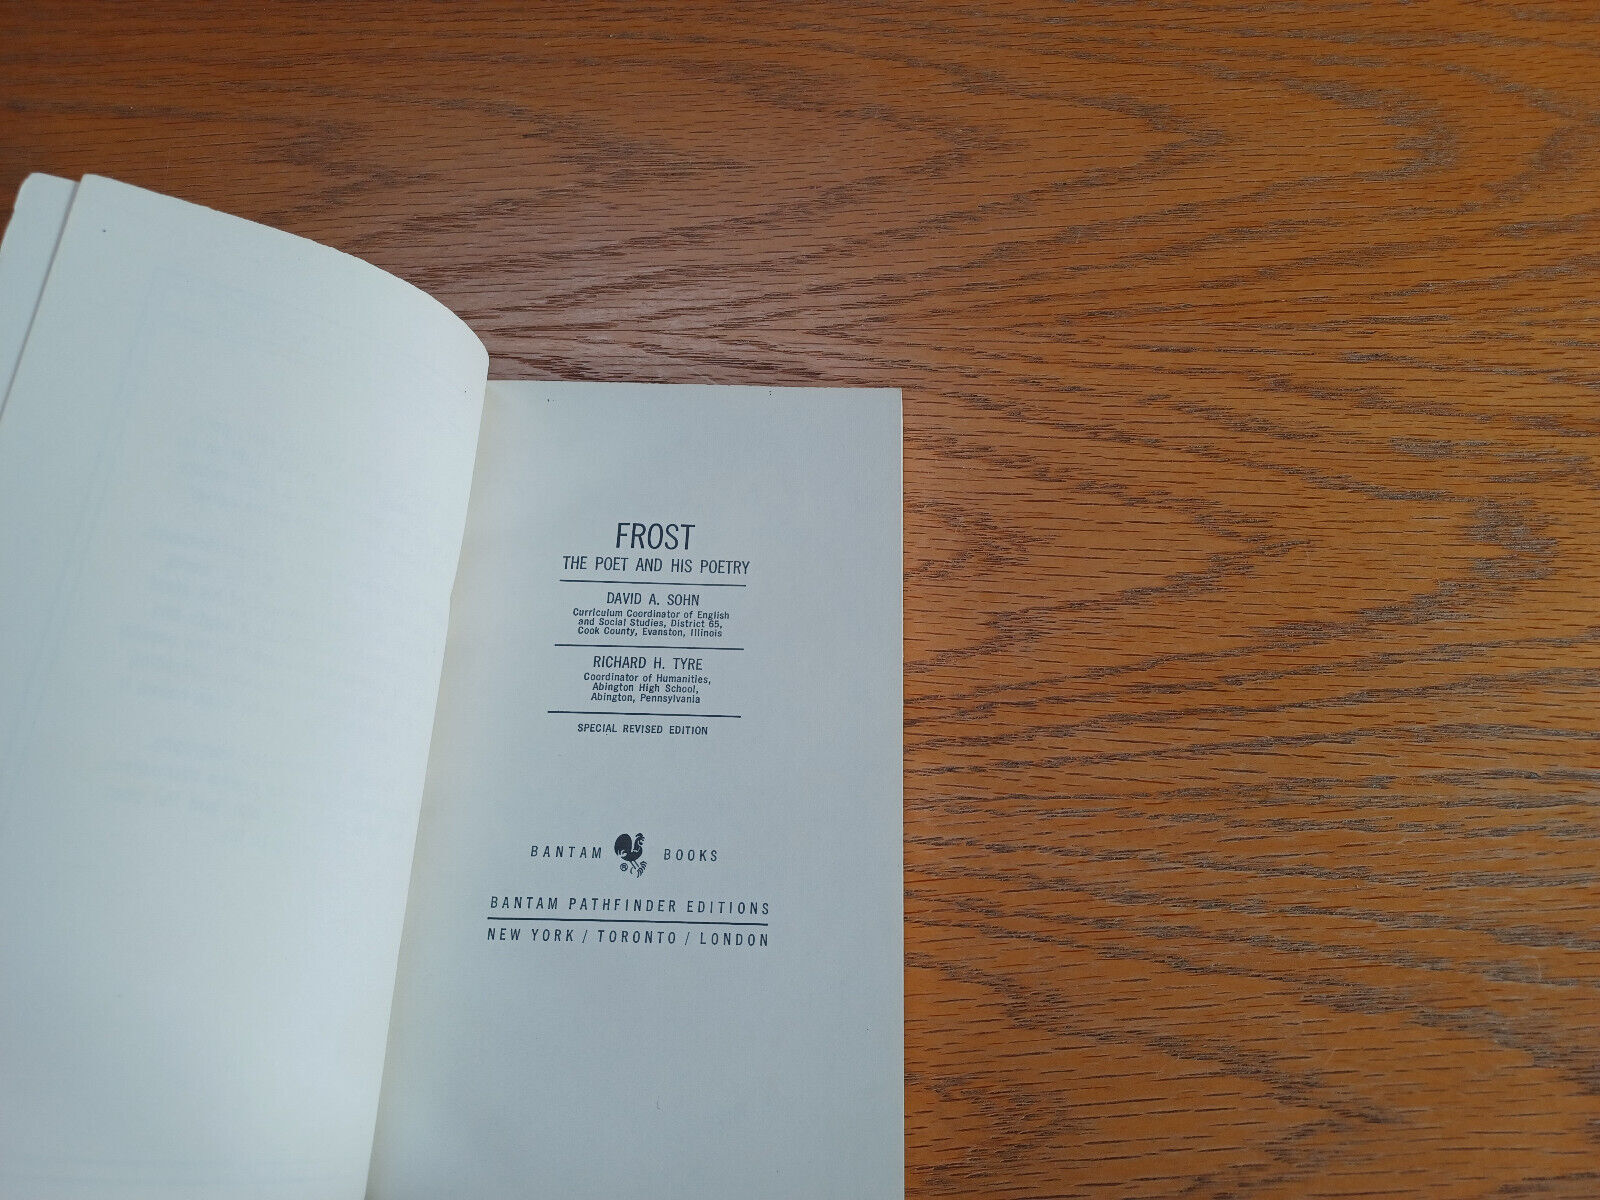 FROST
THE POET AND HIS POETRY
DAVID A. SOHN
Curriculum Coordinator of English
and Social Studies, District 65,
Cook County, Evanston, Illinois
RICHARD H. TYRE
Coordinator of Humanities,
Abington High School,
Abington, Pennsylvania
SPECIAL REVISED EDITION
BANTAM BOOKS
®
BANTAM PATHFINDER EDITIONS
NEW YORK / TORONTO / LONDON